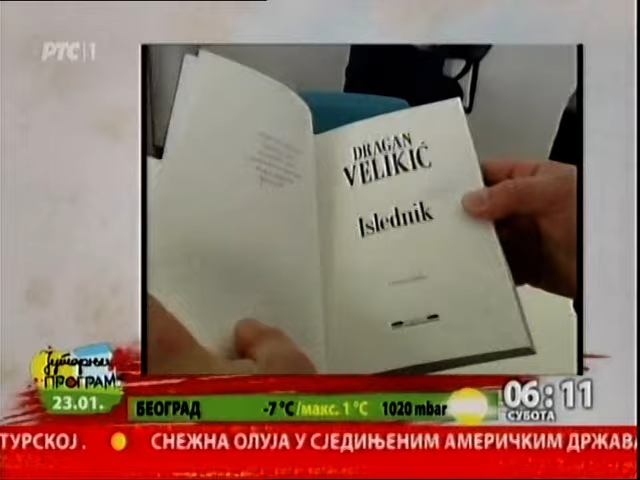 РТС|1
DRAGAN
VELIKIĆ
Islednik
Јутарњи
ПРОГРАМ
23.01.
БЕОГРАД -7 °C/макс. 1 °C 1020 mbar
06:11
СУБОТА
ТУРСКОЈ. СНЕЖНА ОЛУЈА У СЈЕДИЊЕНИМ АМЕРИЧКИМ ДРЖАВА